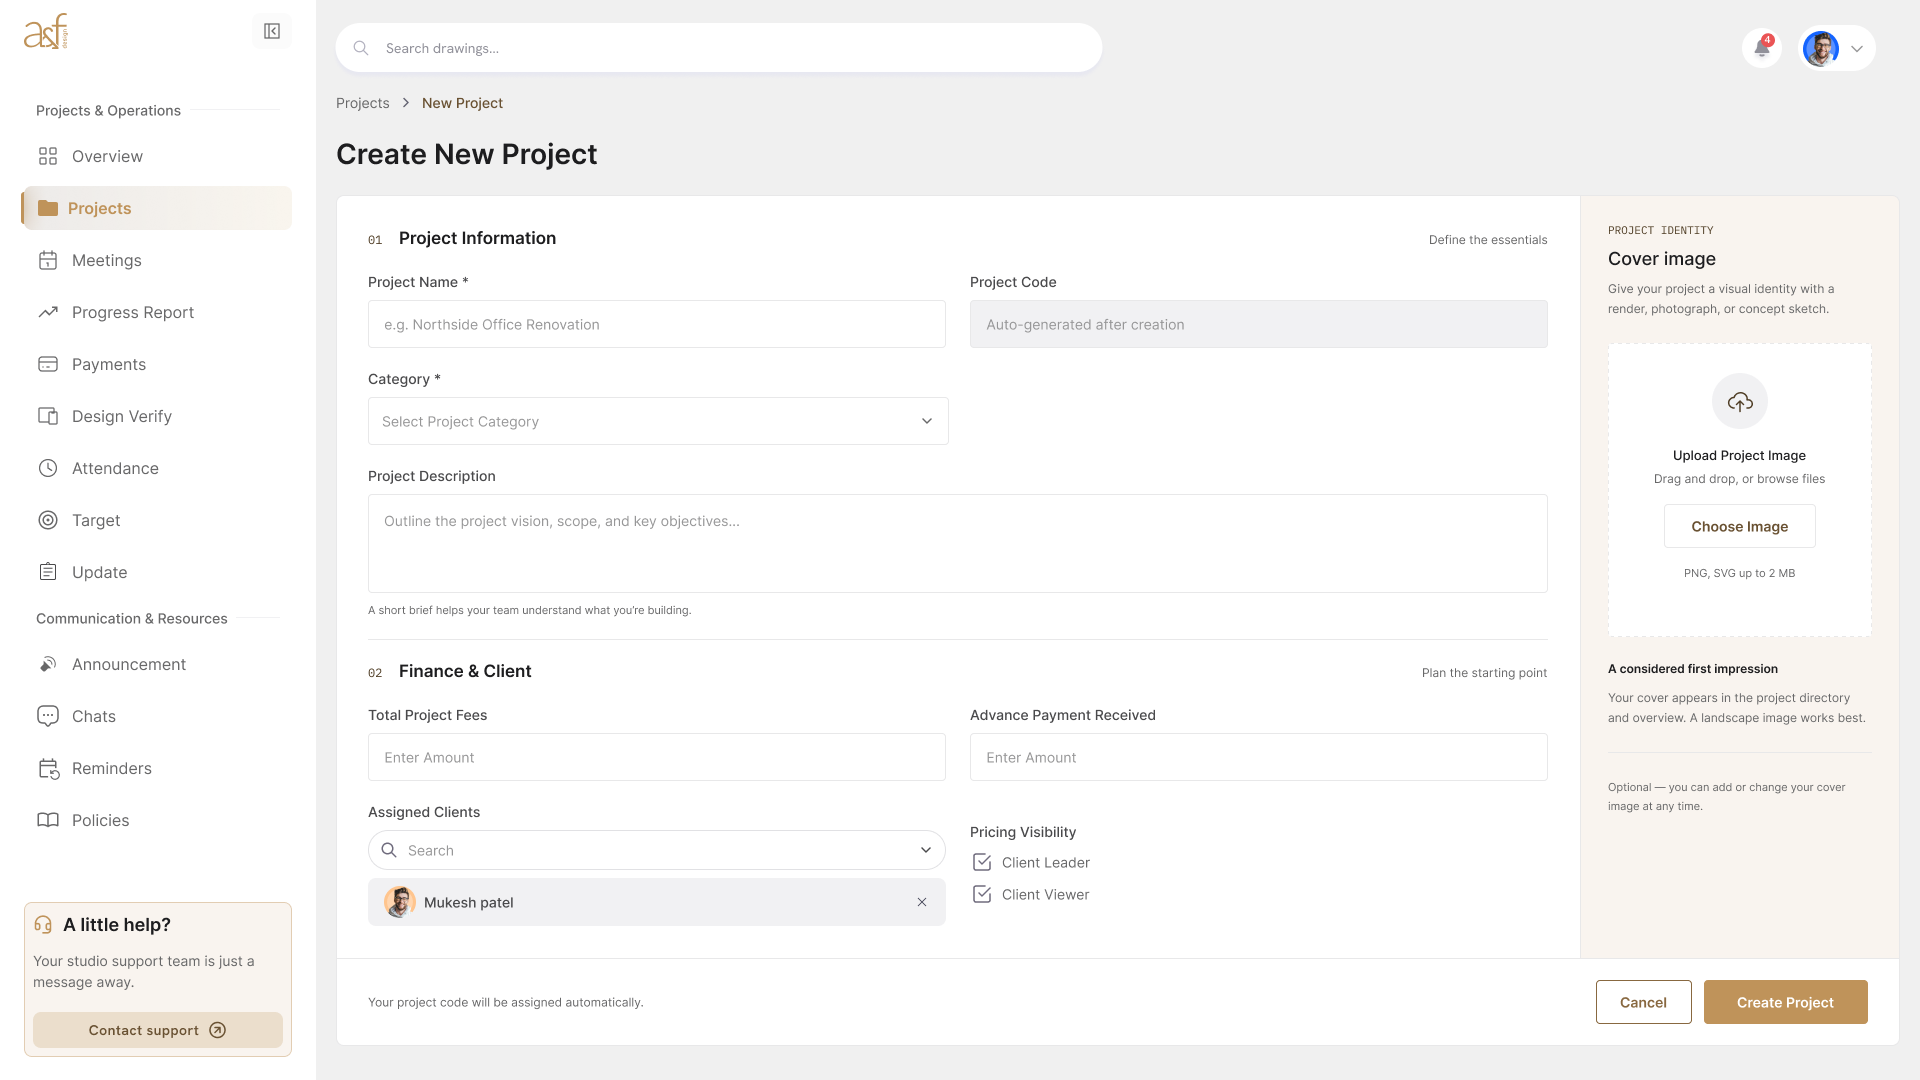 asf
design
Projects & Operations
Overview
Projects
Meetings
1
Progress Report
Payments
Design Verify
Attendance
Target
Update
Communication & Resources
Announcement
Chats
Reminders
Policies
A little help?
Your studio support team is just a
message away.
Contact support
Search drawings...
4
Projects > New Project
Create New Project
01 Project Information
Define the essentials
Project Name *
e.g. Northside Office Renovation
Project Code
Auto-generated after creation
Category *
Select Project Category
Project Description
Outline the project vision, scope, and key objectives...
A short brief helps your team understand what you're building.
02 Finance & Client
Plan the starting point
Total Project Fees
Enter Amount
Advance Payment Received
Enter Amount
Assigned Clients
Search
Mukesh patel
Pricing Visibility
Client Leader
Client Viewer
PROJECT IDENTITY
Cover image
Give your project a visual identity with a
render, photograph, or concept sketch.
Upload Project Image
Drag and drop, or browse files
Choose Image
PNG, SVG up to 2 MB
A considered first impression
Your cover appears in the project directory
and overview. A landscape image works best.
Optional — you can add or change your cover
image at any time.
Your project code will be assigned automatically.
Cancel
Create Project